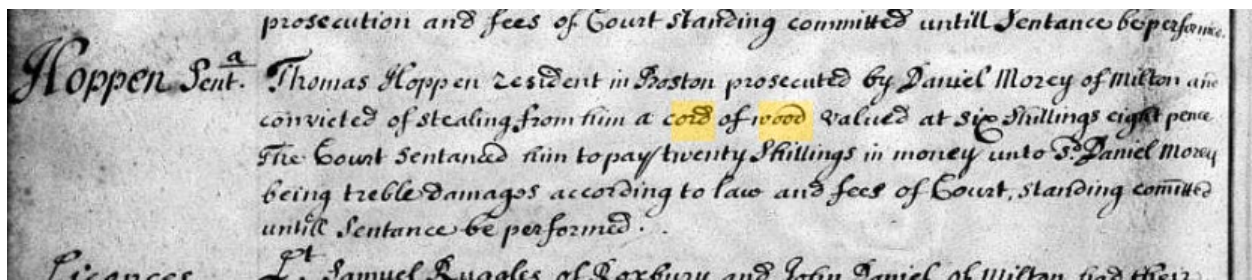 prosecution and fees of Court standing committed untill Sentance be performed.
Hoppen Senta.
Thomas Hoppen resident in Boston prosecuted by Daniel Morey of Milton and
convicted of stealing from him a cord of wood valued at six Shillings eight pence
The Court Sentanced him to pay twenty Shillings in money unto Sd. Daniel Morey
being treble damages according to law and fees of Court, standing comitted
untill Sentance be performed.
Licances
Lt. Samuel Ruggles of Roxbury and John Daniel of Milton had their